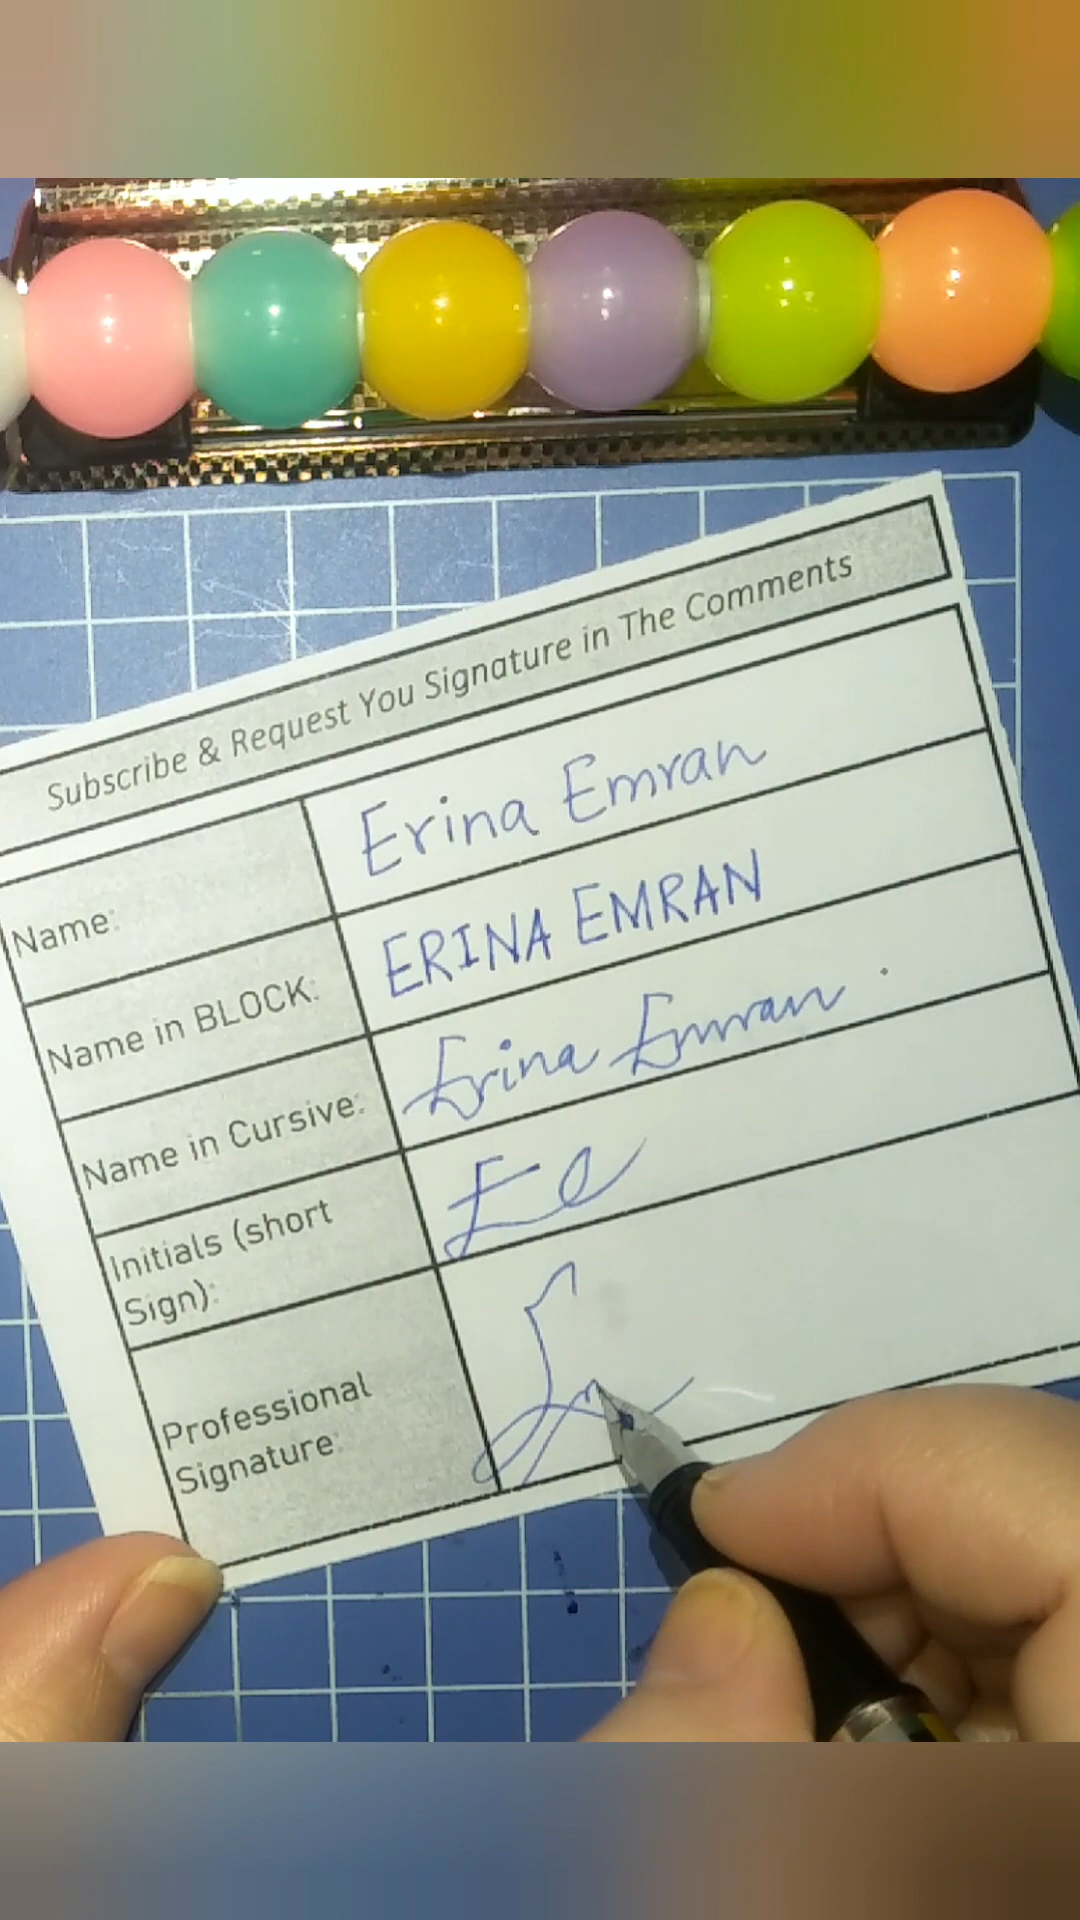 Subscribe & Request You Signature in The Comments
Name: Erina Emran
Name in BLOCK: ERINA EMRAN
Name in Cursive: Erina Emran
Initials (short Sign): Ee
Professional Signature: